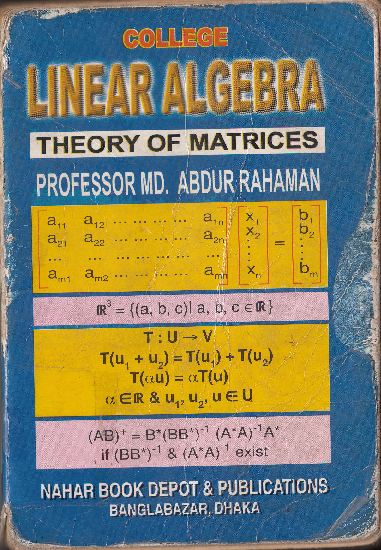 COLLEGE
LINEAR ALGEBRA
THEORY OF MATRICES
PROFESSOR MD. ABDUR RAHAMAN
a₁₁ a₁₂ ... ... ... ... a₁ₙ x₁ b₁
a₂₁ a₂₂ ... ... ... ... a₂ₙ x₂ = b₂
... ... ... ... ... ... ... ⋮ ⋮
aₘ₁ aₘ₂ ... ... ... ... aₘₙ xₙ bₘ
ℝ³ = {(a, b, c)| a, b, c ∈ ℝ}
T : U → V
T(u₁ + u₂) = T(u₁) + T(u₂)
T(αu) = αT(u)
α ∈ ℝ & u₁, u₂, u ∈ U
(AB)⁺ = B*(BB*)⁻¹ (A*A)⁻¹A*
if (BB*)⁻¹ & (A*A)⁻¹ exist
NAHAR BOOK DEPOT & PUBLICATIONS
BANGLABAZAR, DHAKA